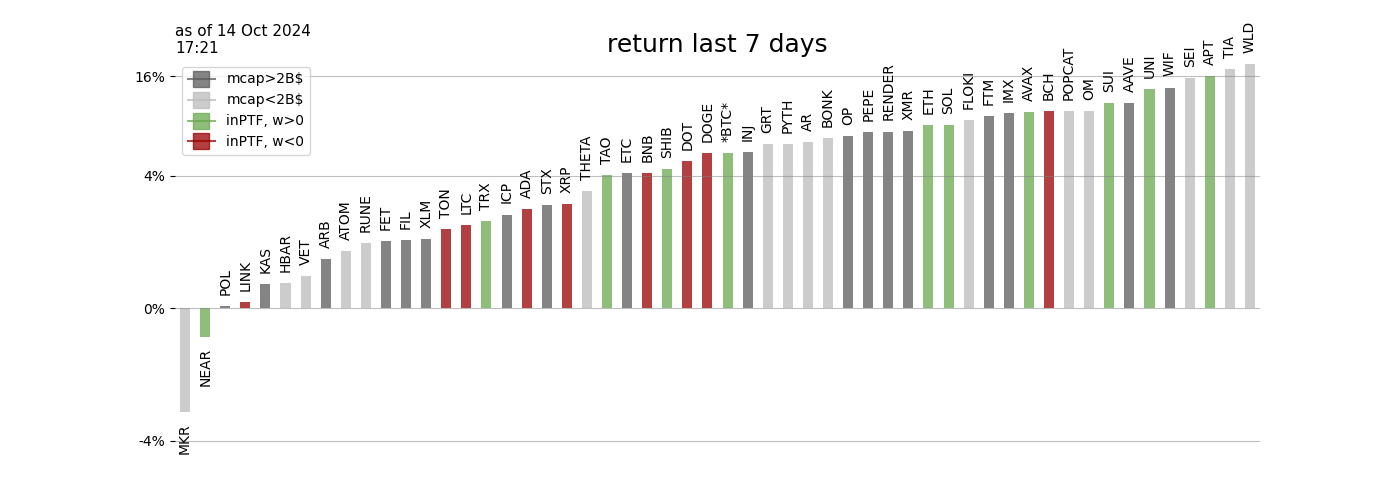 as of 14 Oct 2024
17:21
return last 7 days
mcap>2B$
mcap<2B$
inPTF, w>0
inPTF, w<0
16%
4%
0%
-4%
MKR
NEAR
POL
LINK
KAS
HBAR
VET
ARB
ATOM
RUNE
FET
FIL
XLM
TON
LTC
TRX
ICP
ADA
STX
XRP
THETA
TAO
ETC
BNB
SHIB
DOT
DOGE
*BTC*
INJ
GRT
PYTH
AR
BONK
OP
PEPE
RENDER
XMR
ETH
SOL
FLOKI
FTM
IMX
AVAX
BCH
POPCAT
OM
SUI
AAVE
UNI
WIF
SEI
APT
TIA
WLD